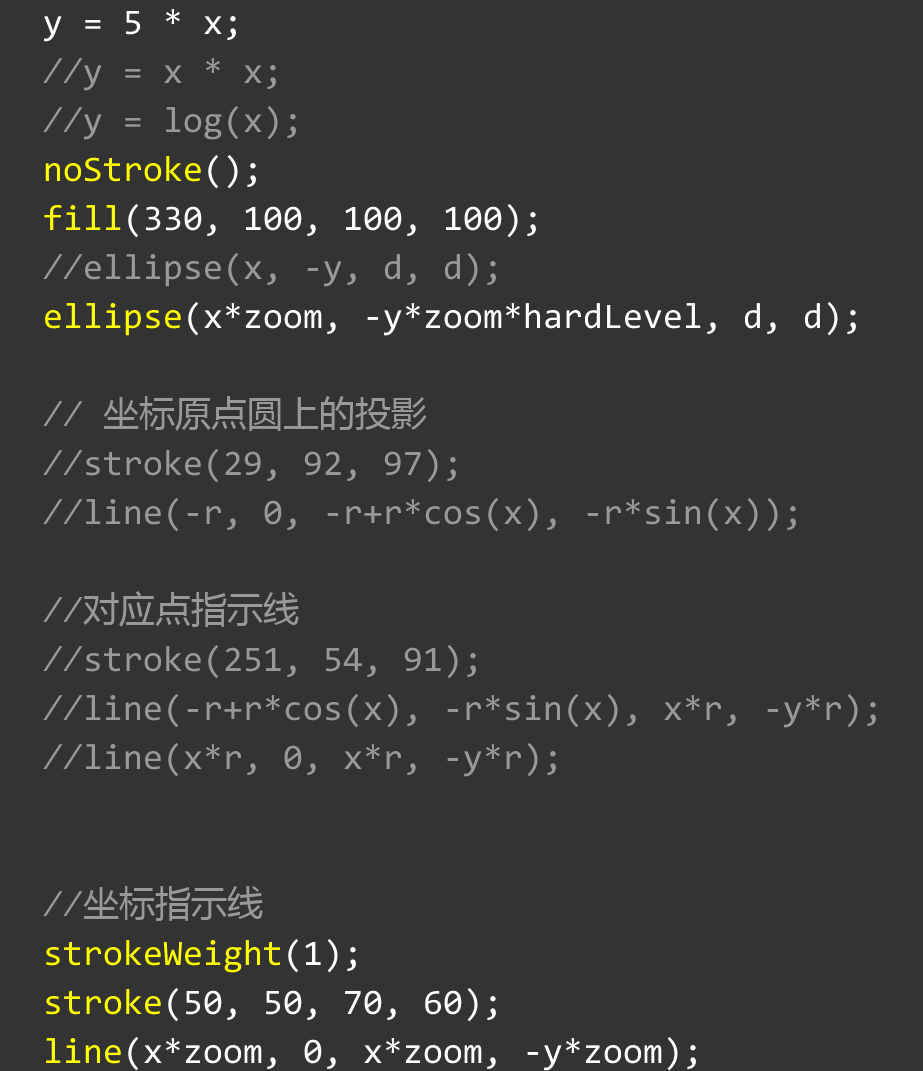 y = 5 * x;
//y = x * x;
//y = log(x);
noStroke();
fill(330, 100, 100, 100);
//ellipse(x, -y, d, d);
ellipse(x*zoom, -y*zoom*hardLevel, d, d);
// 坐标原点圆上的投影
//stroke(29, 92, 97);
//line(-r, 0, -r+r*cos(x), -r*sin(x));
//对应点指示线
//stroke(251, 54, 91);
//line(-r+r*cos(x), -r*sin(x), x*r, -y*r);
//line(x*r, 0, x*r, -y*r);
//坐标指示线
strokeWeight(1);
stroke(50, 50, 70, 60);
line(x*zoom, 0, x*zoom, -y*zoom);